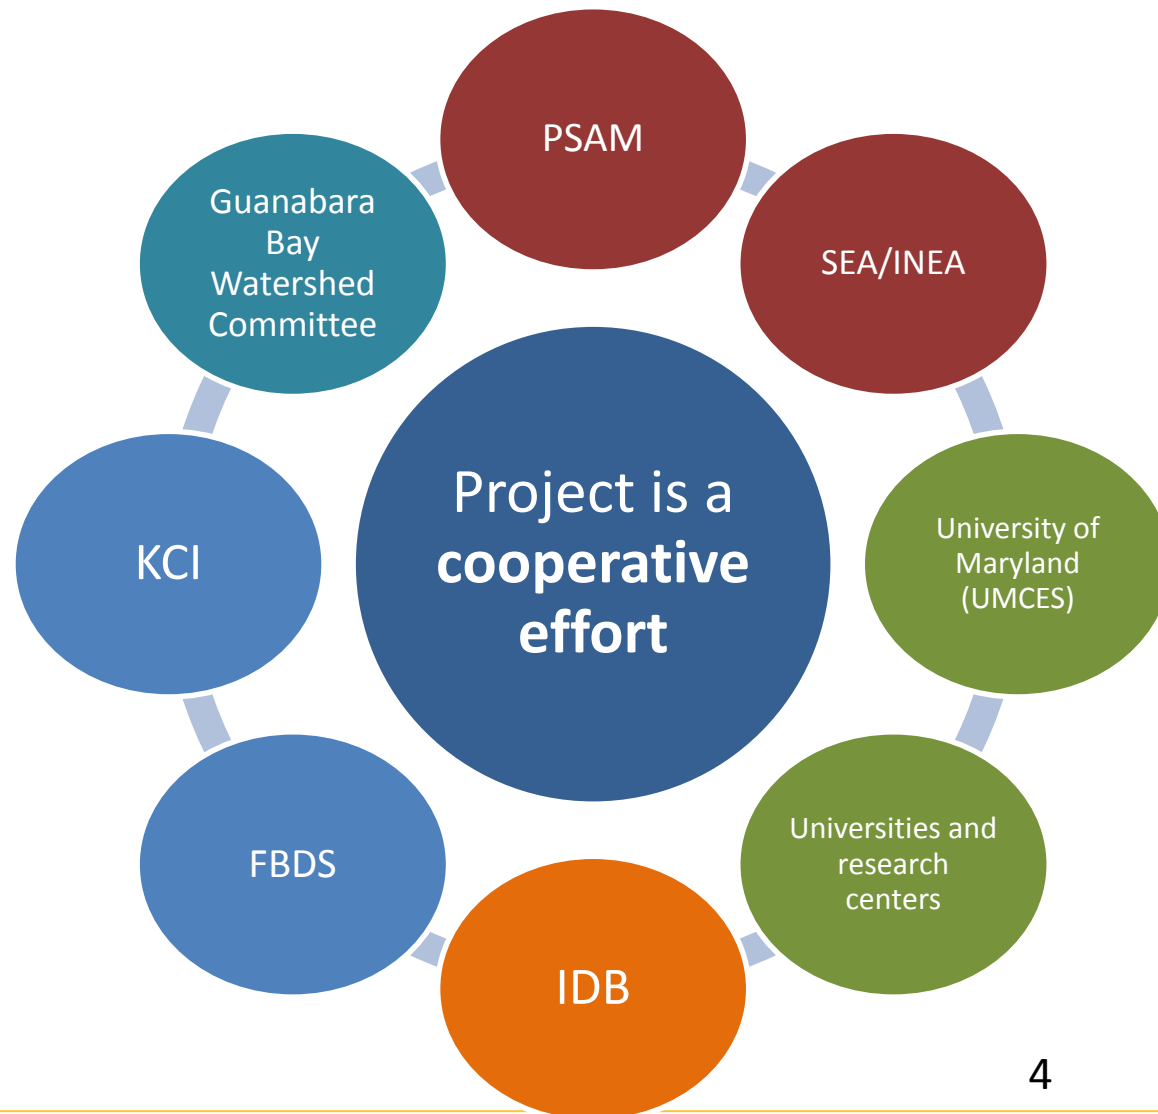 PSAM
SEA/INEA
University of
Maryland
(UMCES)
Universities and
research
centers
IDB
FBDS
KCI
Guanabara
Bay
Watershed
Committee
Project is a
cooperative
effort
4